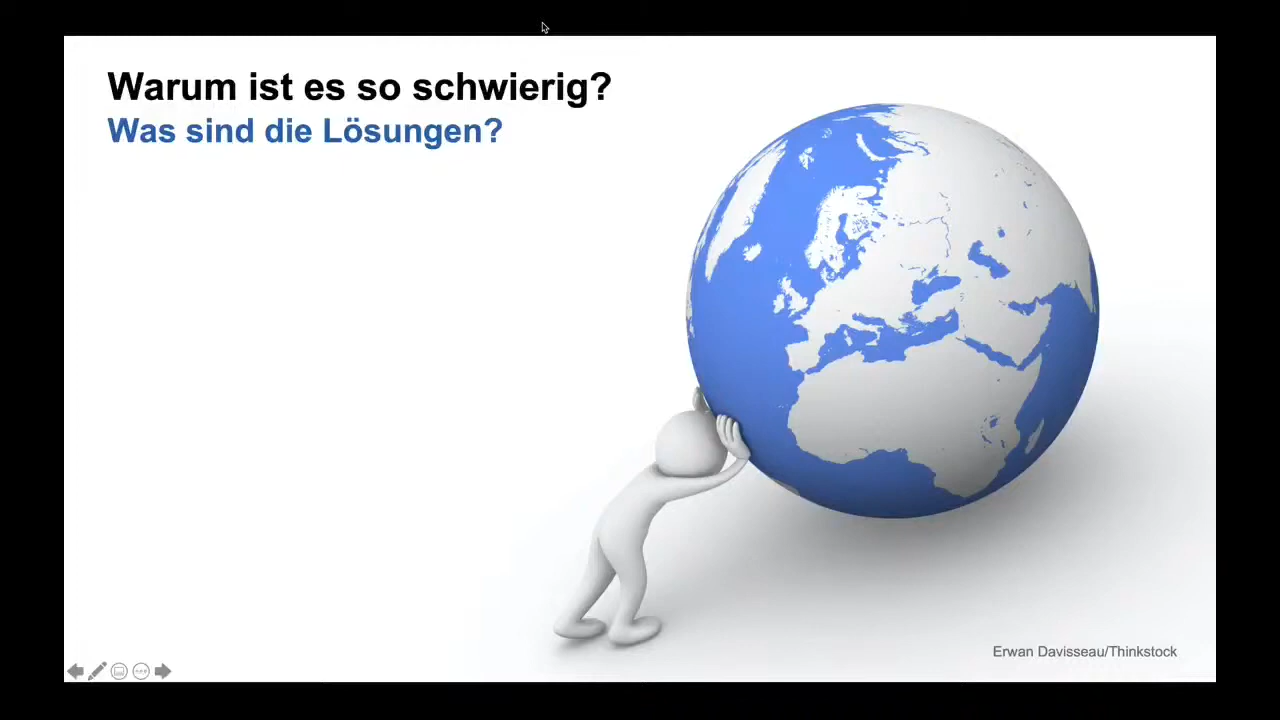 Warum ist es so schwierig?
Was sind die Lösungen?
Erwan Davisseau/Thinkstock